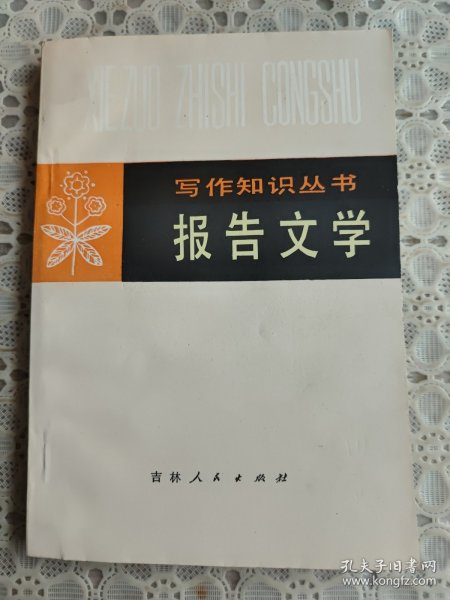 XIEZUO ZHISHI CONGSHU
写作知识丛书
报告文学
吉林人民出版社
孔夫子旧书网
www.kongfz.com